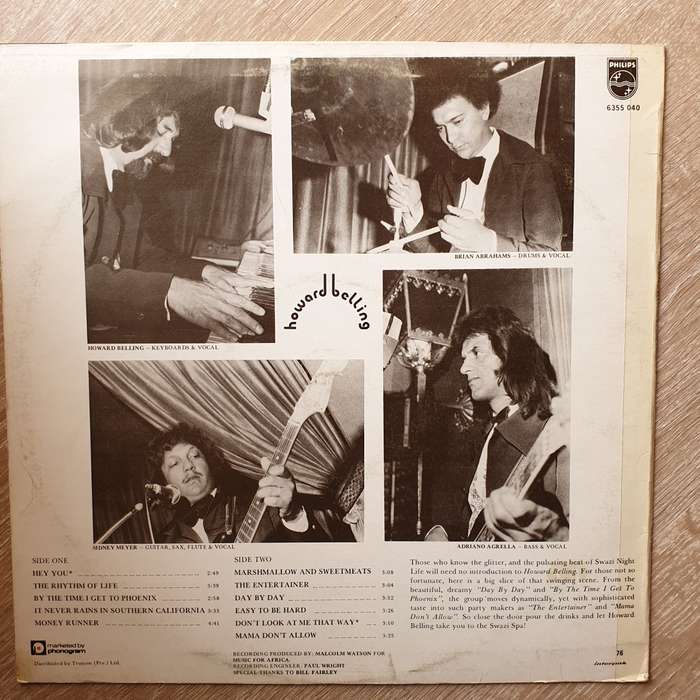 PHILIPS
6355 040
BRIAN ABRAHAMS – DRUMS & VOCAL
howard belling
HOWARD BELLING – KEYBOARDS & VOCAL
SIDNEY MEYER – GUITAR, SAX, FLUTE & VOCAL
ADRIANO AGRELLA – BASS & VOCAL
SIDE ONE
HEY YOU* 2:49
THE RHYTHM OF LIFE 3:59
BY THE TIME I GET TO PHOENIX 2:58
IT NEVER RAINS IN SOUTHERN CALIFORNIA 3:33
MONEY RUNNER 4:41
SIDE TWO
MARSHMALLOW AND SWEETMEATS 3:08
THE ENTERTAINER 2:04
DAY BY DAY 3:12
EASY TO BE HARD 3:26
DON'T LOOK AT ME THAT WAY* 3:10
MAMA DON'T ALLOW 3:25
Those who know the glitter, and the pulsating beat of Swazi Night
Life will need no introduction to Howard Belling. For those not so
fortunate, here is a big slice of that swinging scene. From the
beautiful, dreamy "Day By Day" and "By The Time I Get To
Phoenix", the group moves dynamically, yet with sophisticated
taste into such party makers as "The Entertainer" and "Mama
Don't Allow". So close the door pour the drinks and let Howard
Belling take you to the Swazi Spa!
marketed by
phonogram
Distributed by Trutone (Pty.) Ltd.
RECORDING PRODUCED BY: MALCOLM WATSON FOR
MUSIC FOR AFRICA.
RECORDING ENGINEER: PAUL WRIGHT
SPECIAL THANKS TO BILL FAIRLEY
76
interpak